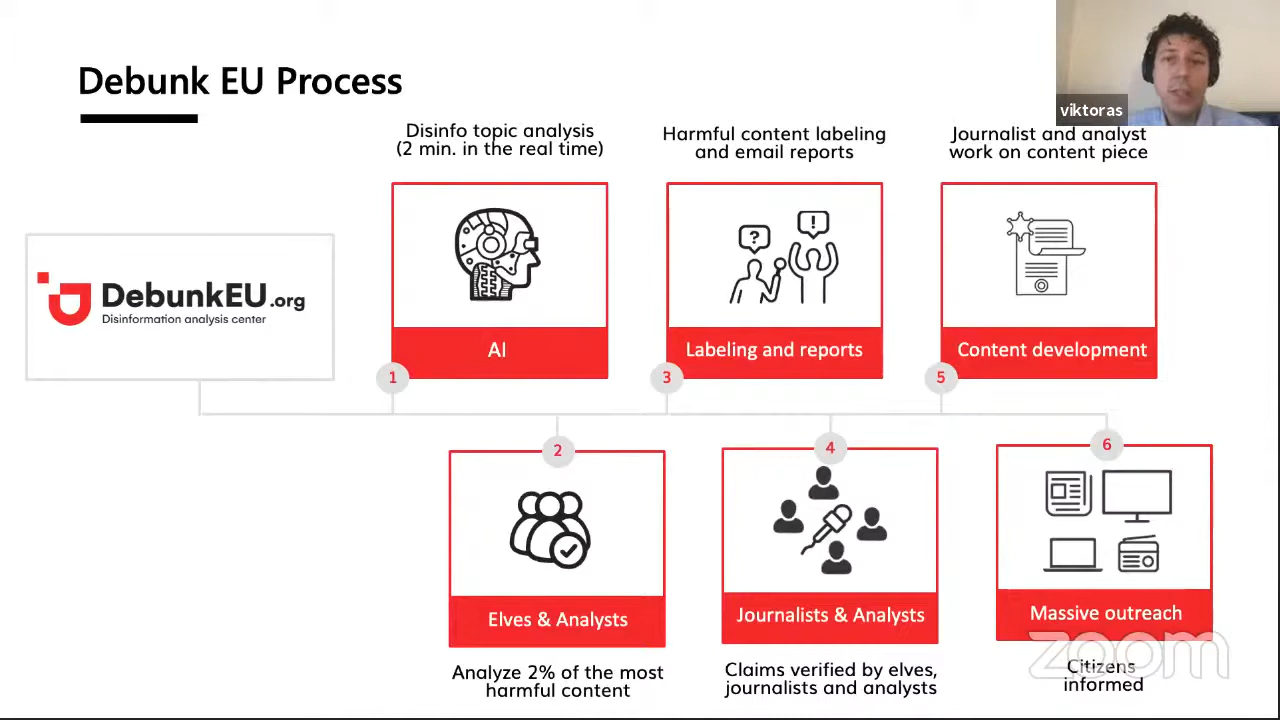 Debunk EU Process
viktoras
Disinfo topic analysis
(2 min. in the real time)
Harmful content labeling
and email reports
Journalist and analyst
work on content piece
DebunkEU.org
Disinformation analysis center
?
!
AI
Labeling and reports
Content development
1
3
5
2
4
6
Elves & Analysts
Journalists & Analysts
Massive outreach
Analyze 2% of the most
harmful content
Claims verified by elves,
journalists and analysts
Citizens
informed
zoom